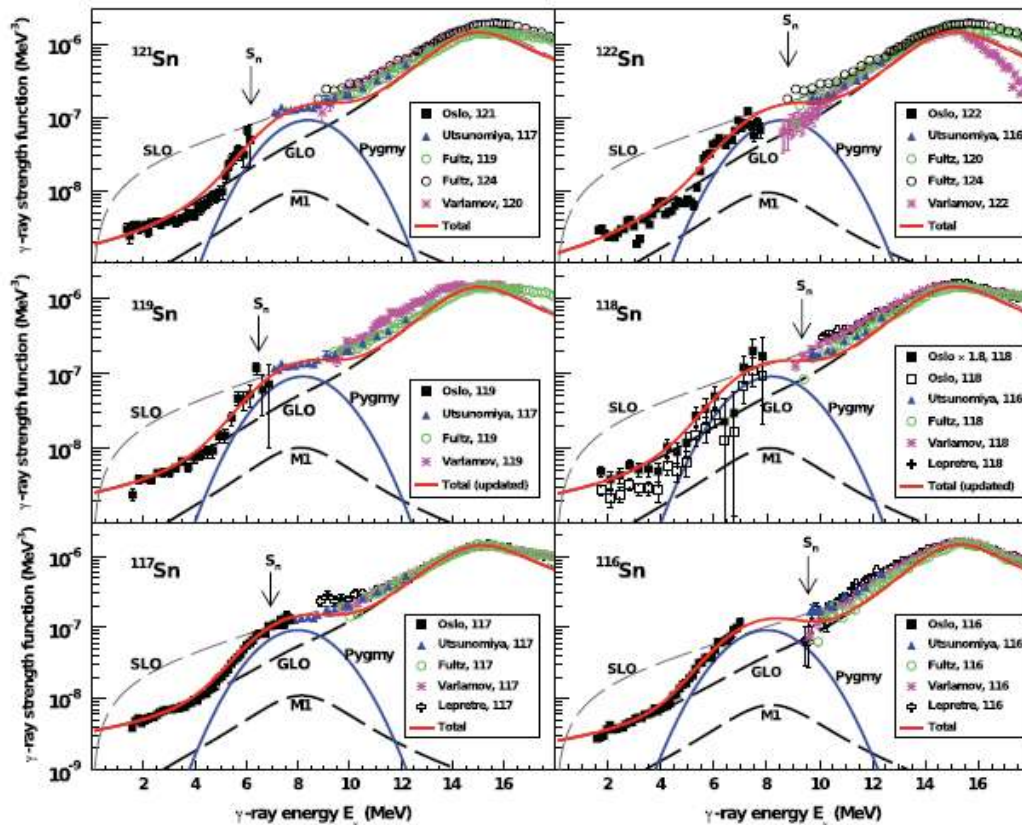 γ-ray strength function (MeV⁻³)
10⁻⁶
10⁻⁷
10⁻⁸
¹²¹Sn
Sₙ
SLO
GLO
Pygmy
M1
Oslo, 121
Utsunomiya, 117
Fultz, 119
Fultz, 124
Varlamov, 120
Total
¹²²Sn
Sₙ
SLO
GLO
Pygmy
M1
Oslo, 122
Utsunomiya, 116
Fultz, 120
Fultz, 124
Varlamov, 122
Total
γ-ray strength function (MeV⁻³)
10⁻⁶
10⁻⁷
10⁻⁸
¹¹⁹Sn
Sₙ
SLO
GLO
Pygmy
M1
Oslo, 119
Utsunomiya, 117
Fultz, 119
Varlamov, 119
Total (updated)
¹¹⁸Sn
Sₙ
SLO
GLO
Pygmy
M1
Oslo × 1.8, 118
Oslo, 118
Utsunomiya, 116
Fultz, 118
Varlamov, 118
Lepretre, 118
Total (updated)
γ-ray strength function (MeV⁻³)
10⁻⁶
10⁻⁷
10⁻⁸
10⁻⁹
¹¹⁷Sn
Sₙ
SLO
GLO
Pygmy
M1
Oslo, 117
Utsunomiya, 117
Fultz, 117
Varlamov, 117
Lepretre, 117
Total
¹¹⁶Sn
Sₙ
SLO
GLO
Pygmy
M1
Oslo, 116
Utsunomiya, 116
Fultz, 116
Varlamov, 116
Lepretre, 116
Total
2 4 6 8 10 12 14 16
2 4 6 8 10 12 14 16
γ-ray energy E (MeV)
γ-ray energy E (MeV)